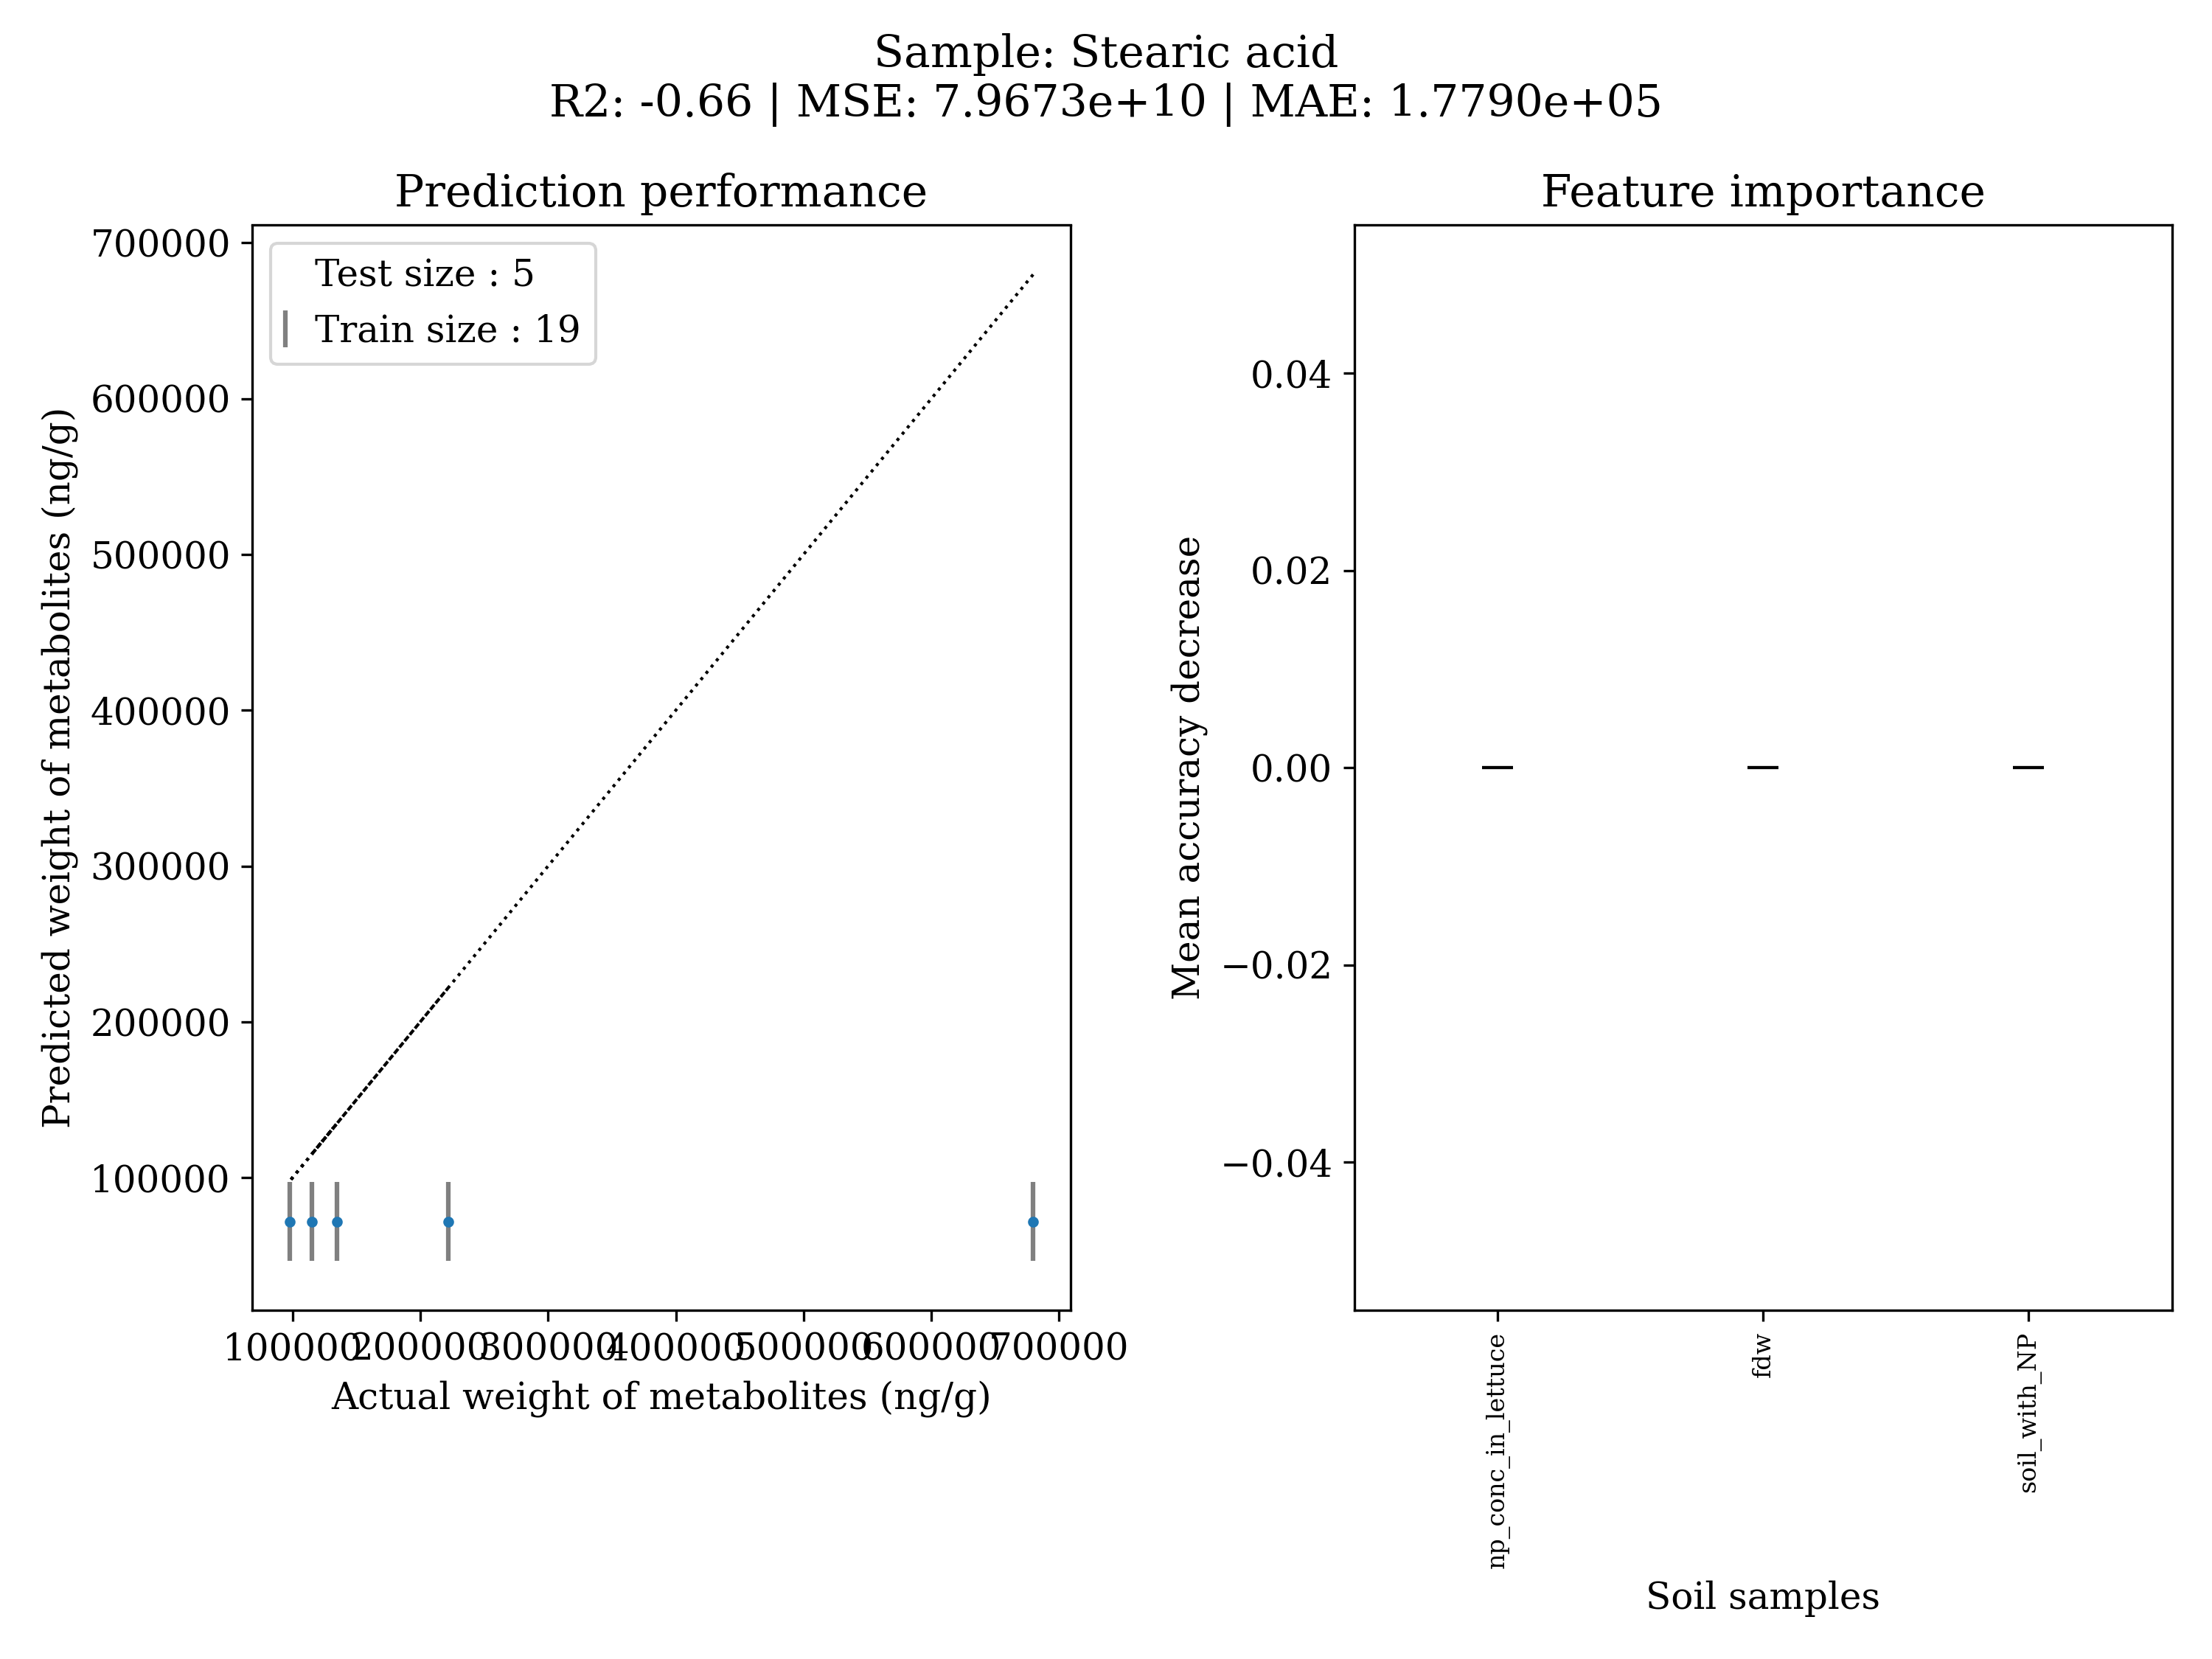 Sample: Stearic acid
R2: -0.66 | MSE: 7.9673e+10 | MAE: 1.7790e+05
Prediction performance
Test size : 5
Train size : 19
Predicted weight of metabolites (ng/g)
700000
600000
500000
400000
300000
200000
100000
100000 200000 300000 400000 500000 600000 700000
Actual weight of metabolites (ng/g)
Feature importance
Mean accuracy decrease
0.04
0.02
0.00
−0.02
−0.04
np_conc_in_lettuce
fdw
soil_with_NP
Soil samples